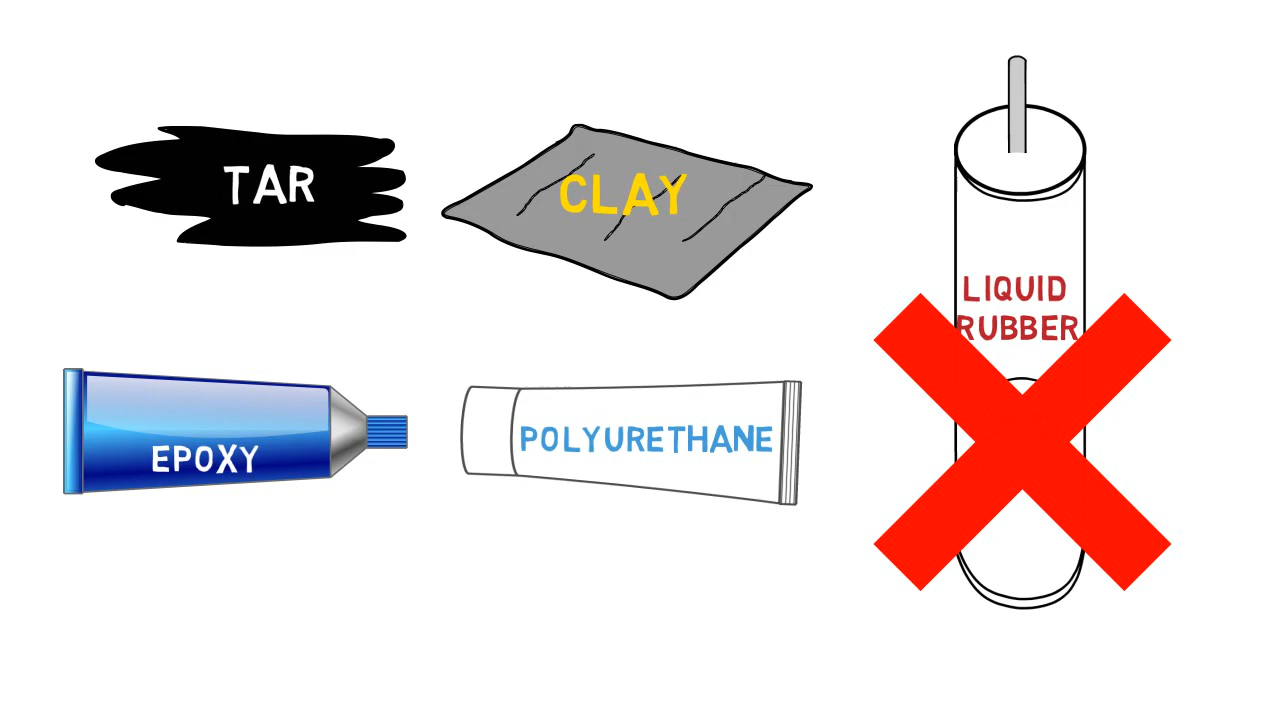 TAR
CLAY
LIQUID
RUBBER
EPOXY
POLYURETHANE